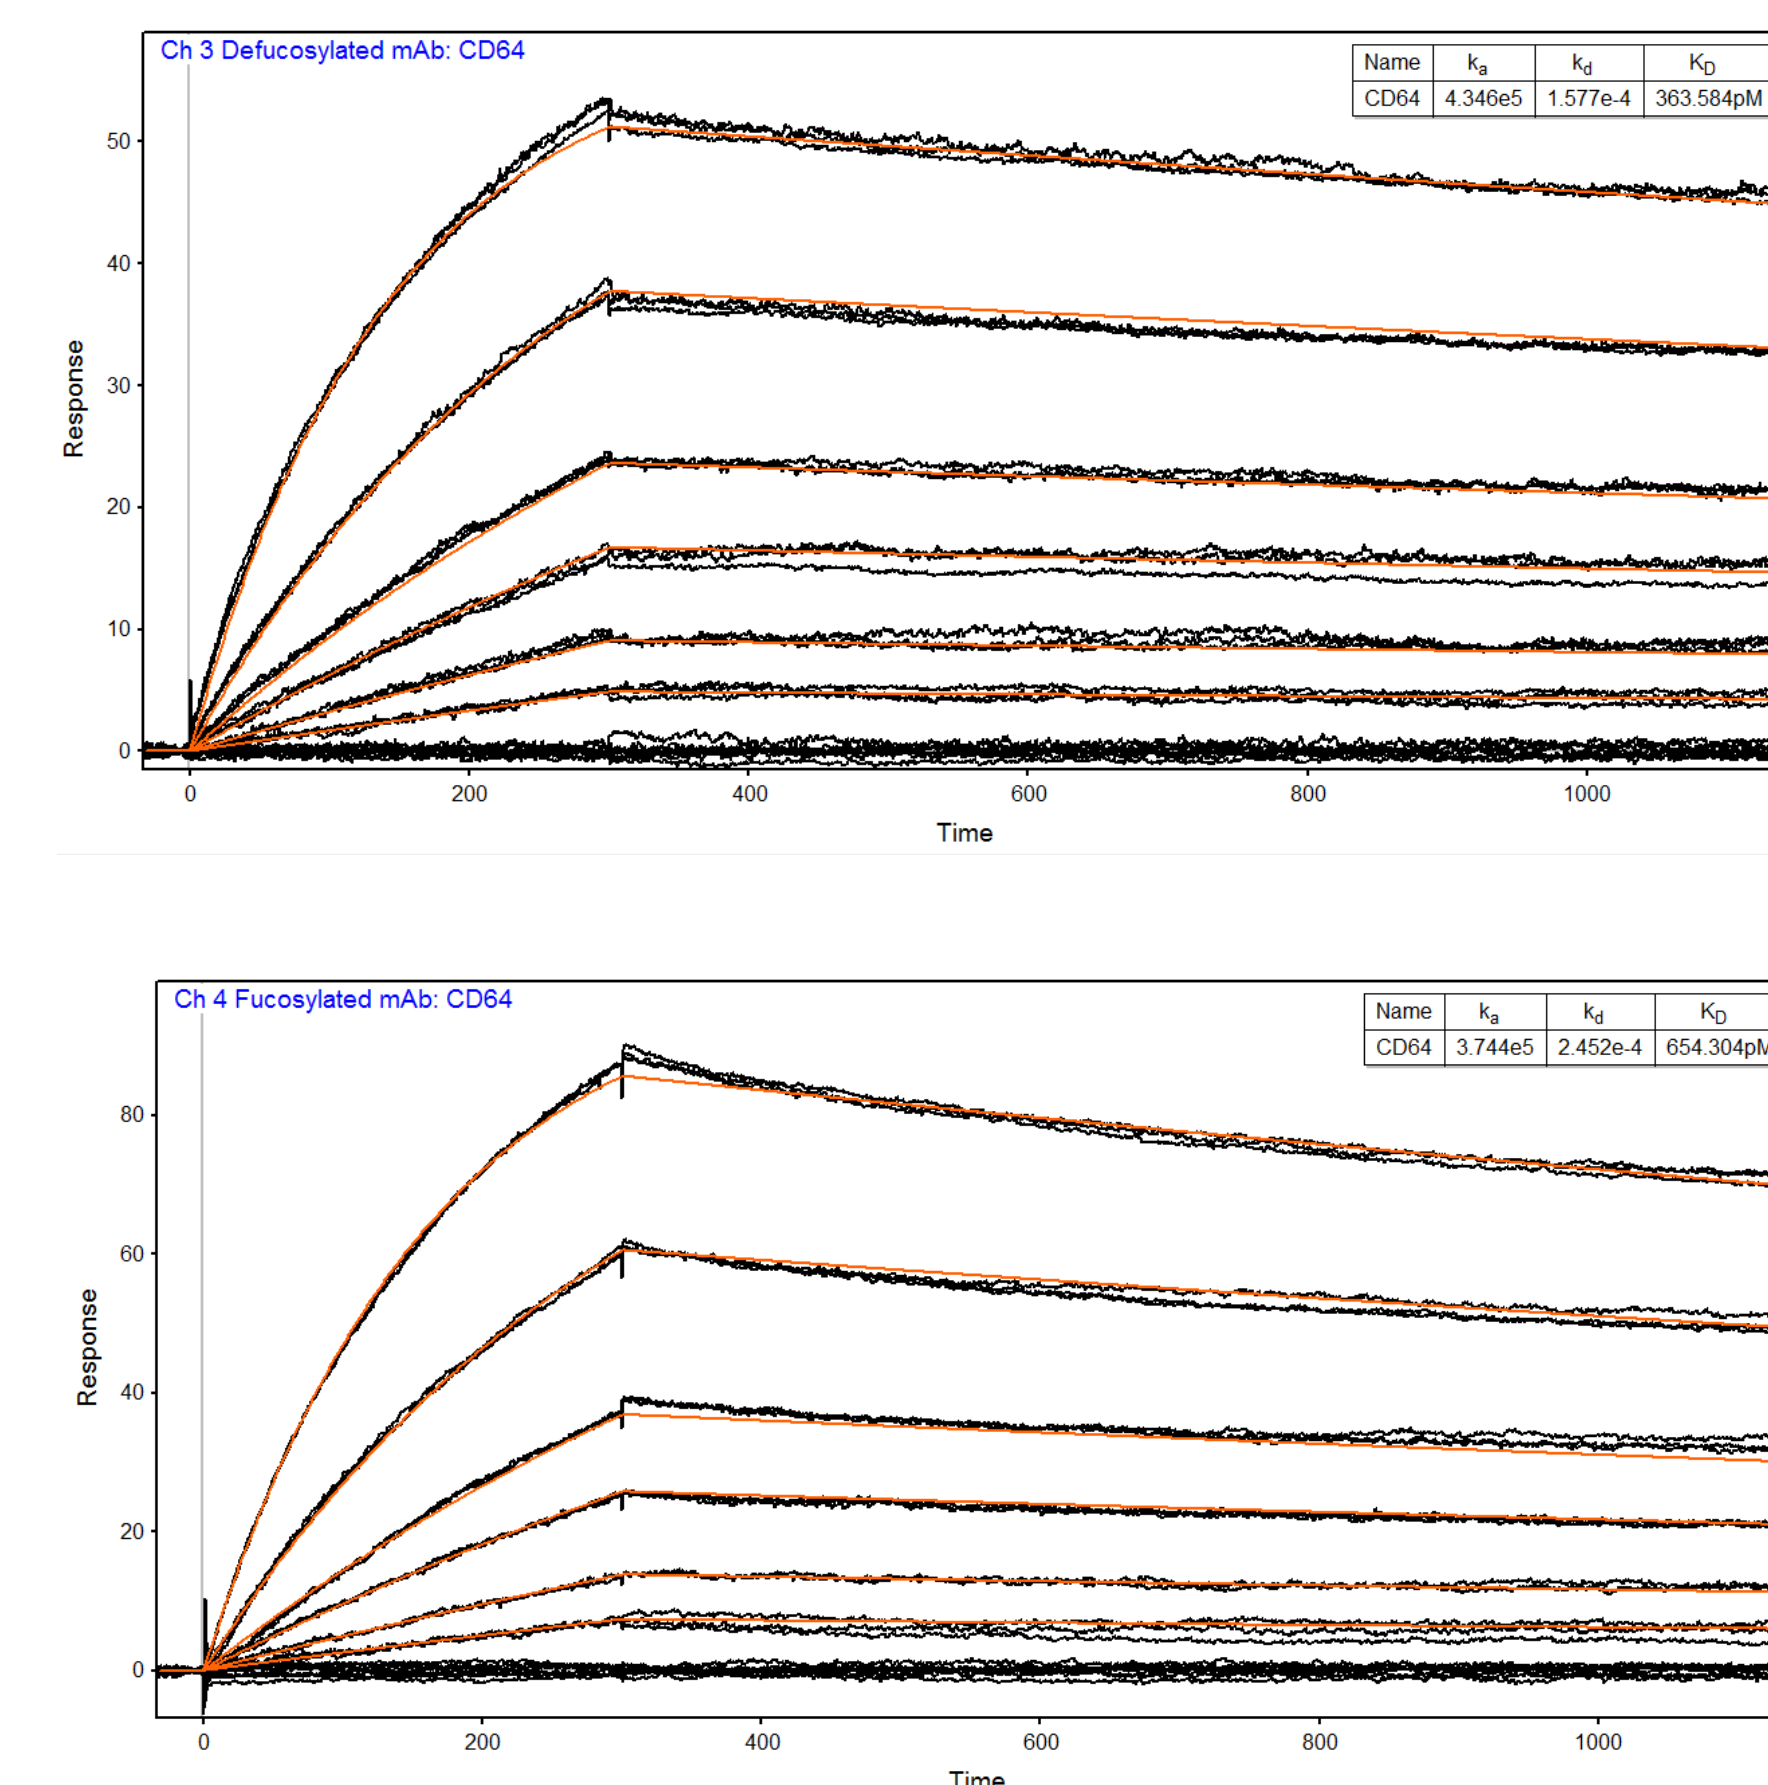 Ch 3 Defucosylated mAb: CD64
Name ka kd KD
CD64 4.346e5 1.577e-4 363.584pM
50
40
30
20
10
0
Response
0 200 400 600 800 1000
Time
Ch 4 Fucosylated mAb: CD64
Name ka kd KD
CD64 3.744e5 2.452e-4 654.304pM
80
60
40
20
0
Response
0 200 400 600 800 1000
Time